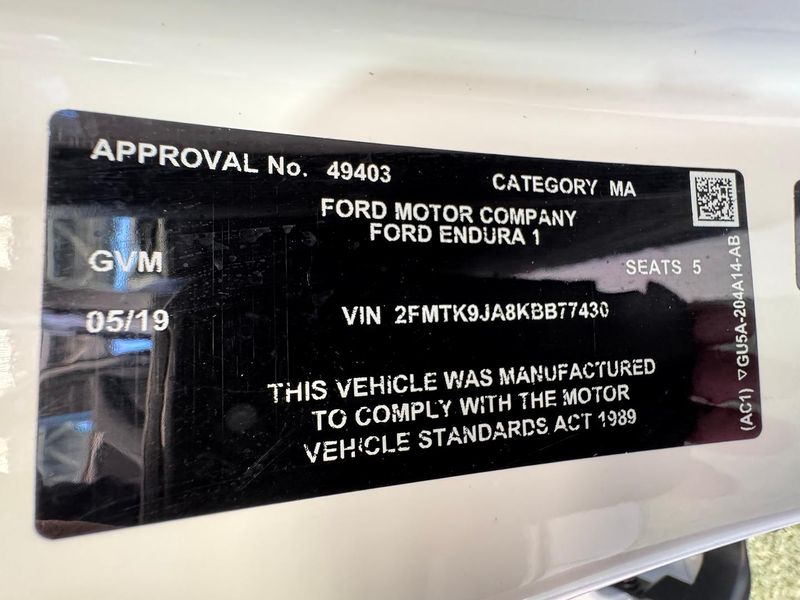 APPROVAL No. 49403
CATEGORY MA
FORD MOTOR COMPANY
FORD ENDURA 1
GVM
SEATS 5
05/19
VIN 2FMTK9JA8KBB77430
THIS VEHICLE WAS MANUFACTURED
TO COMPLY WITH THE MOTOR
VEHICLE STANDARDS ACT 1989
(AC1) ▽GU5A-204A14-AB